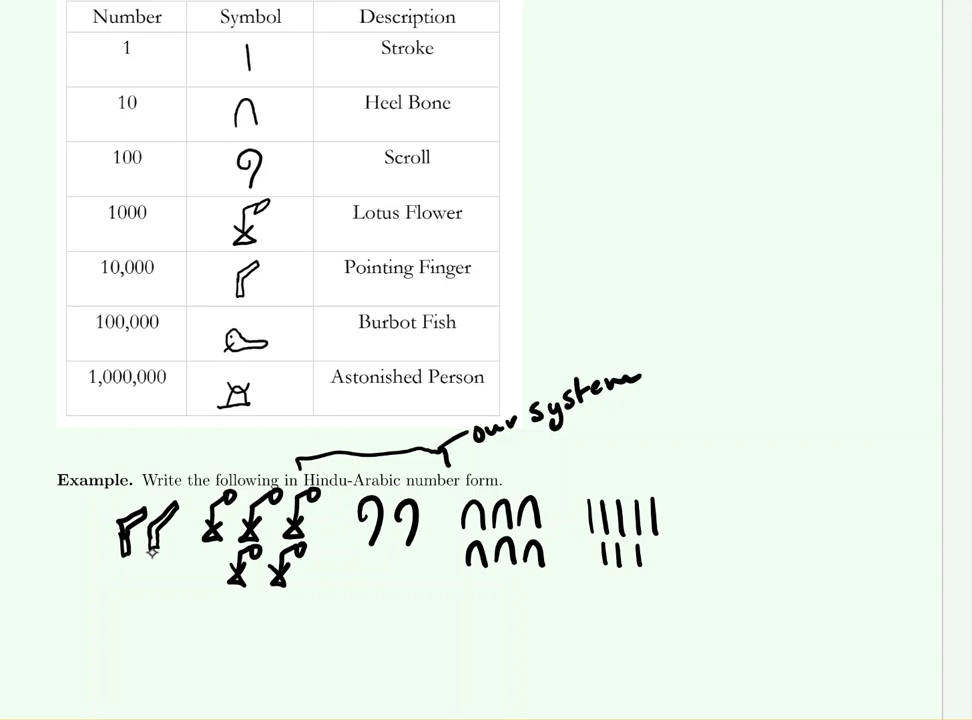 Number Symbol Description
1 Stroke
10 Heel Bone
100 Scroll
1000 Lotus Flower
10,000 Pointing Finger
100,000 Burbot Fish
1,000,000 Astonished Person
our system
Example. Write the following in Hindu-Arabic number form.